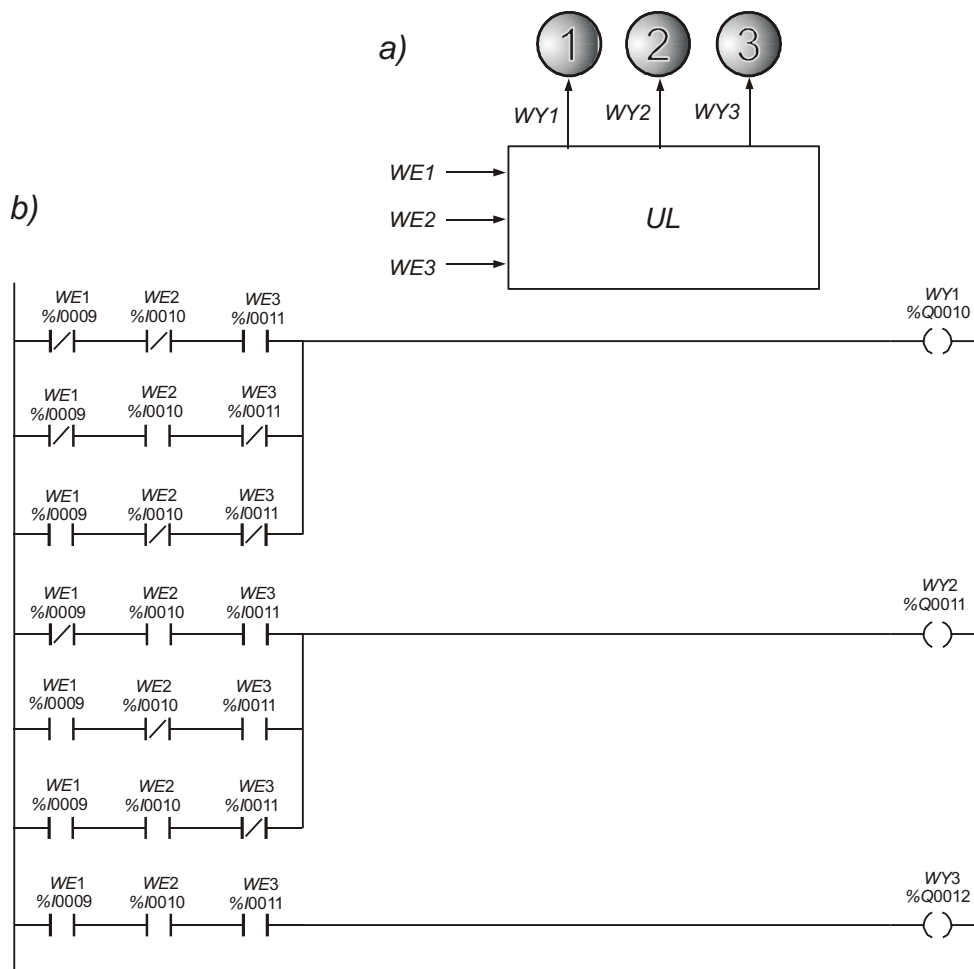 a)
1 2 3
WY1 WY2 WY3
WE1
WE2
WE3
UL
b)
WE1 WE2 WE3 WY1
%I0009 %I0010 %I0011 %Q0010
WE1 WE2 WE3
%I0009 %I0010 %I0011
WE1 WE2 WE3
%I0009 %I0010 %I0011
WE1 WE2 WE3 WY2
%I0009 %I0010 %I0011 %Q0011
WE1 WE2 WE3
%I0009 %I0010 %I0011
WE1 WE2 WE3
%I0009 %I0010 %I0011
WE1 WE2 WE3 WY3
%I0009 %I0010 %I0011 %Q0012